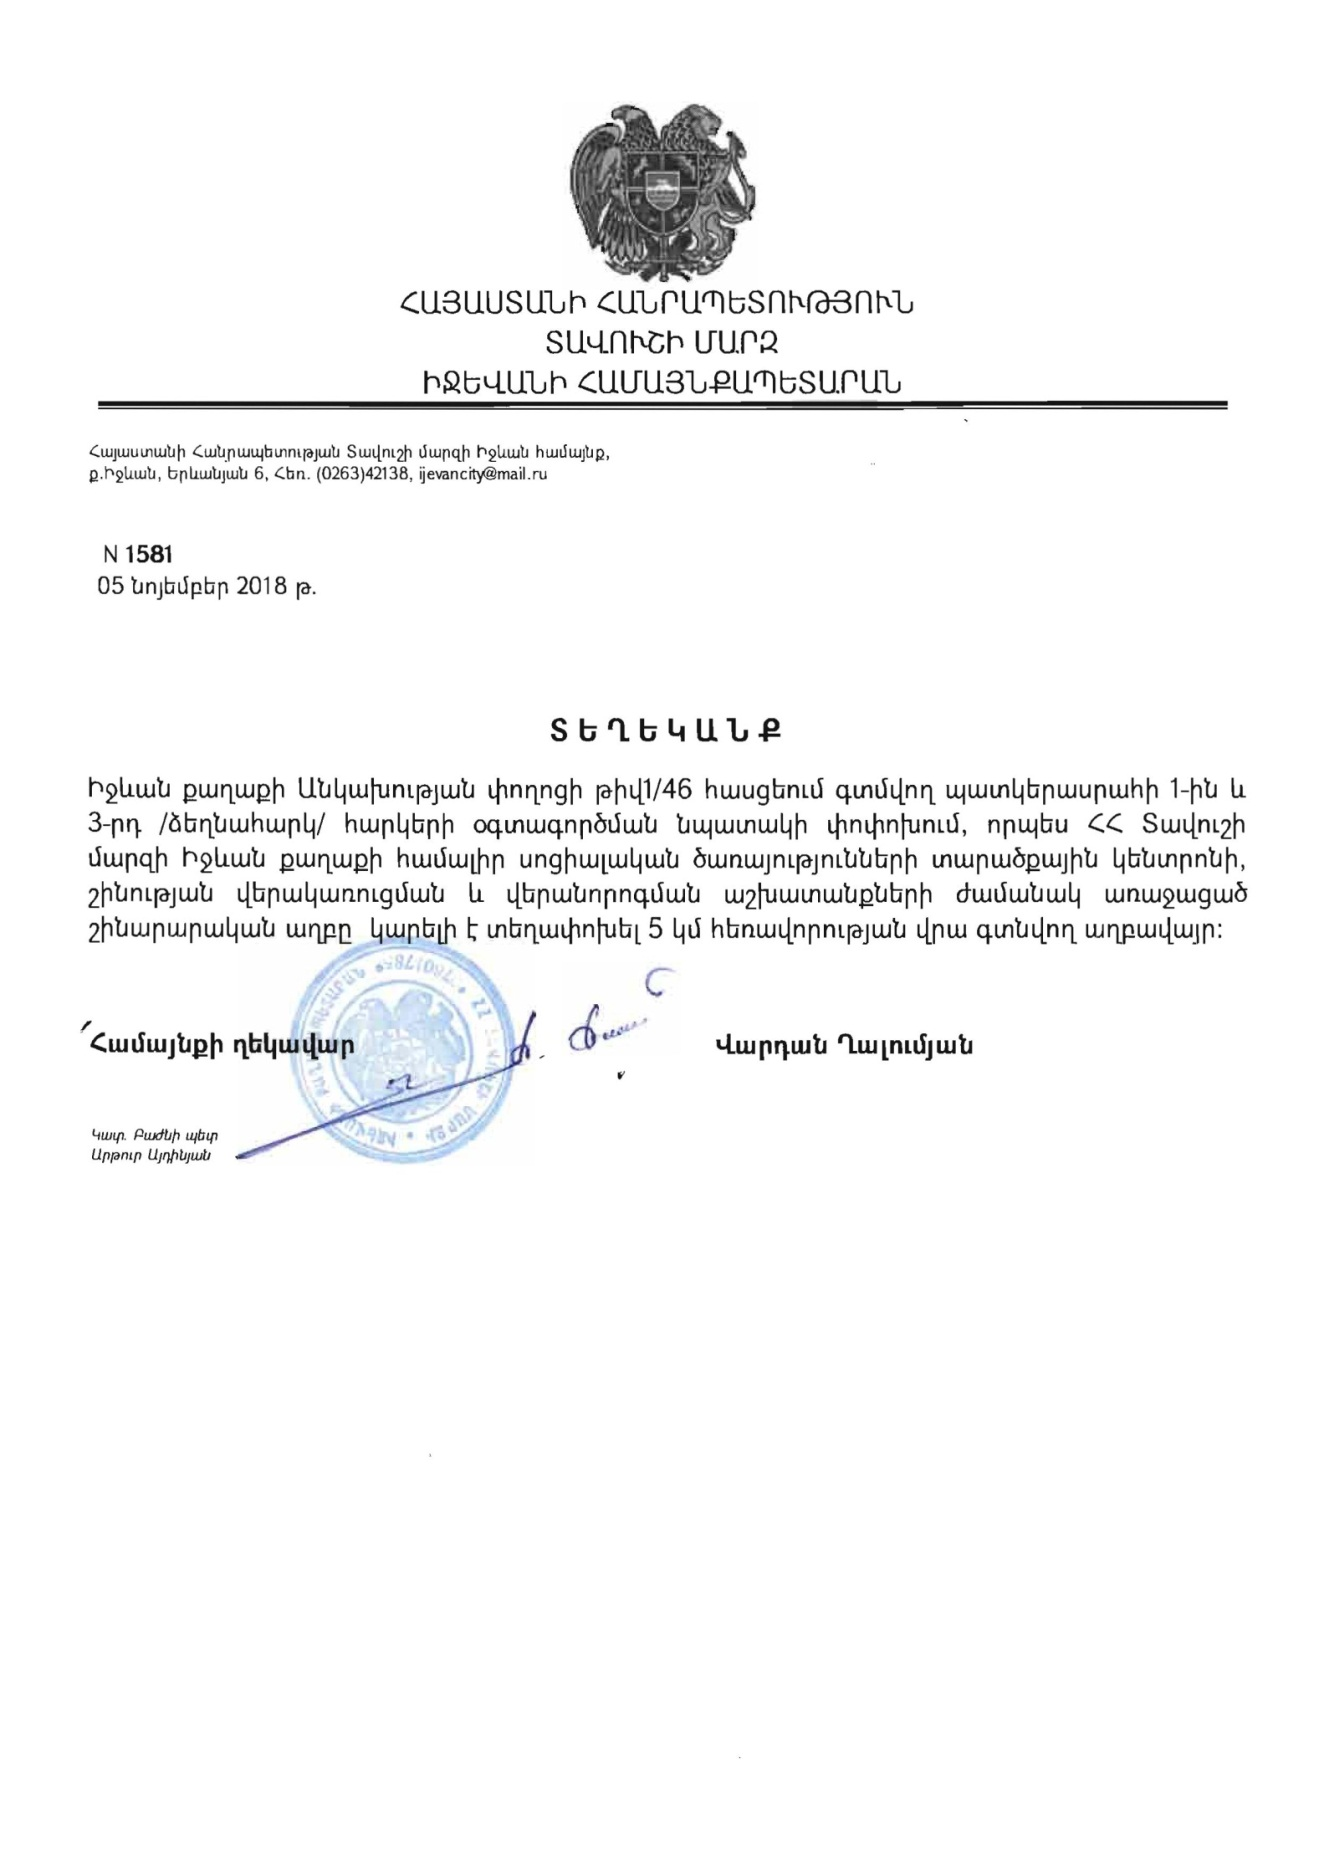 ՀԱՅԱՍՏԱՆԻ ՀԱՆՐԱՊԵՏՈՒԹՅՈՒՆ
ՏԱՎՈՒՇԻ ՄԱՐԶ
ԻՋԵՎԱՆԻ ՀԱՄԱՅՆՔԱՊԵՏԱՐԱՆ
Հայաստանի Հանրապետության Տավուշի մարզի Իջևան համայնք,
ք.Իջևան, Երևանյան 6, Հեռ. (0263)42138, ijevancity@mail.ru
N 1581
05 նոյեմբեր 2018 թ.
ՏԵՂԵԿԱՆՔ
Իջևան քաղաքի Անկախության փողոցի թիվ1/46 հասցեում գտմվող պատկերասրահի 1-ին և
3-րդ /ձեղնահարկ/ հարկերի օգտագործման նպատակի փոփոխում, որպես ՀՀ Տավուշի
մարզի Իջևան քաղաքի համալիր սոցիալական ծառայությունների տարածքային կենտրոնի,
շինության վերակառուցման և վերանորոգման աշխատանքների ժամանակ առաջացած
շինարարական աղբը կարելի է տեղափոխել 5 կմ հեռավորության վրա գտնվող աղբավայր:
Համայնքի ղեկավար Վարդան Ղալումյան
Կատ. Բաժնի պետ
Արթուր Այդինյան